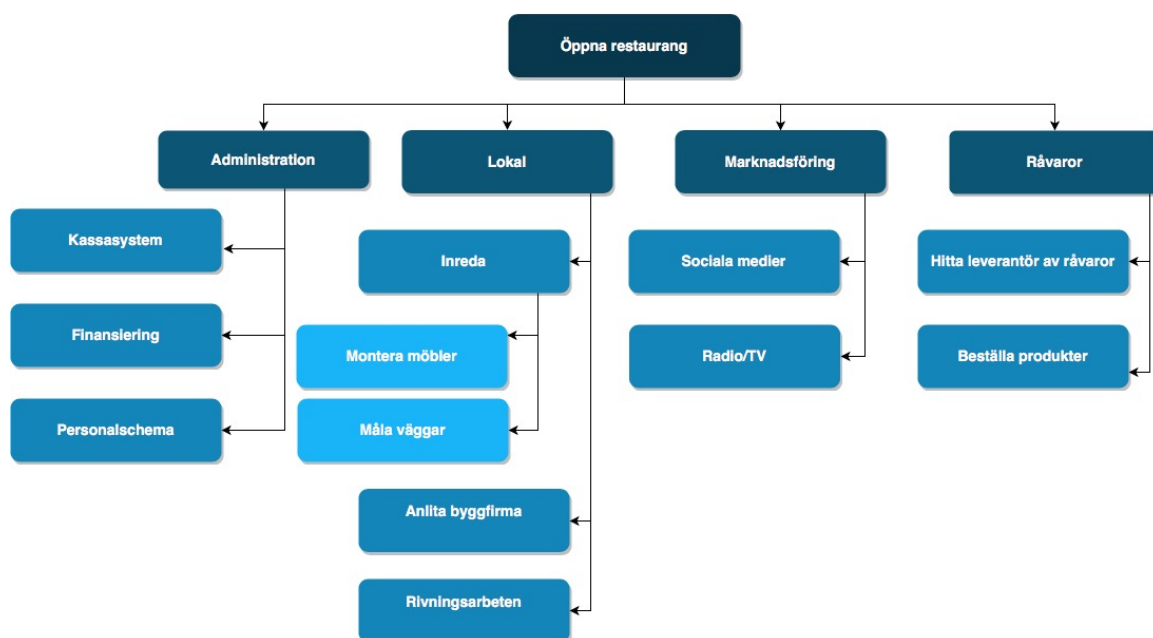 Öppna restaurang
Administration
Lokal
Marknadsföring
Råvaror
Kassasystem
Finansiering
Personalschema
Inreda
Montera möbler
Måla väggar
Anlita byggfirma
Rivningsarbeten
Sociala medier
Radio/TV
Hitta leverantör av råvaror
Beställa produkter